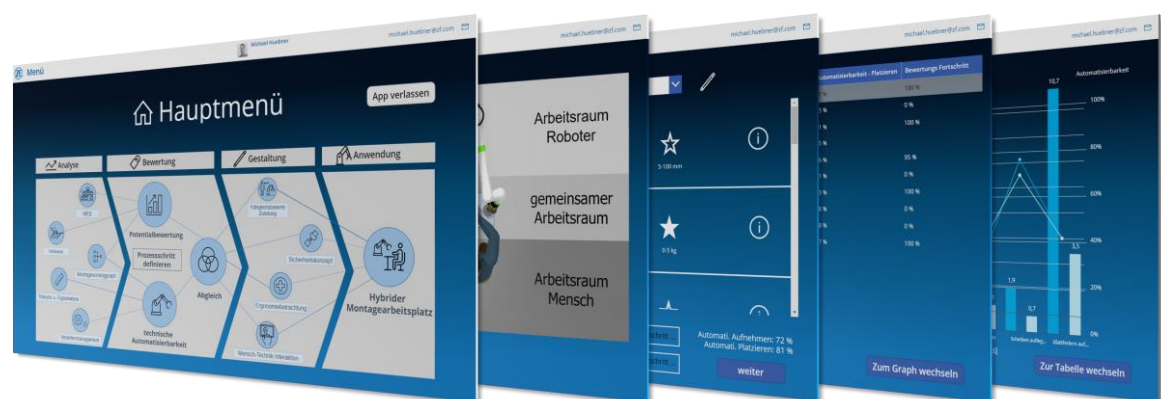 Menü
Michael Huebner
michael.huebner@zf.com
Hauptmenü
App verlassen
Analyse
Bewertung
Gestaltung
Anwendung
Potentialbewertung
Prozessschritt
definieren
Abgleich
technische
Automatisierbarkeit
Fähigkeitsbasierte
Zuteilung
Sicherheitskonzept
Ergonomiebetrachtung
Mensch-Technik Interaktion
Hybrider
Montagearbeitsplatz
michael.huebner@zf.com
Arbeitsraum
Roboter
gemeinsamer
Arbeitsraum
Arbeitsraum
Mensch
michael.huebner@zf.com
5-100 mm
0-5 kg
Automati. Aufnehmen: 72 %
Automati. Platzieren: 81 %
weiter
michael.huebner@zf.com
Automatisierbarkeit - Platzieren
Bewertungs Fortschritt
100 %
0 %
100 %
95 %
0 %
100 %
0 %
0 %
100 %
Zum Graph wechseln
michael.huebner@zf.com
Automatisierbarkeit
10,7
100%
80%
60%
40%
3,5
1,9
20%
0,7
0%
Zur Tabelle wechseln